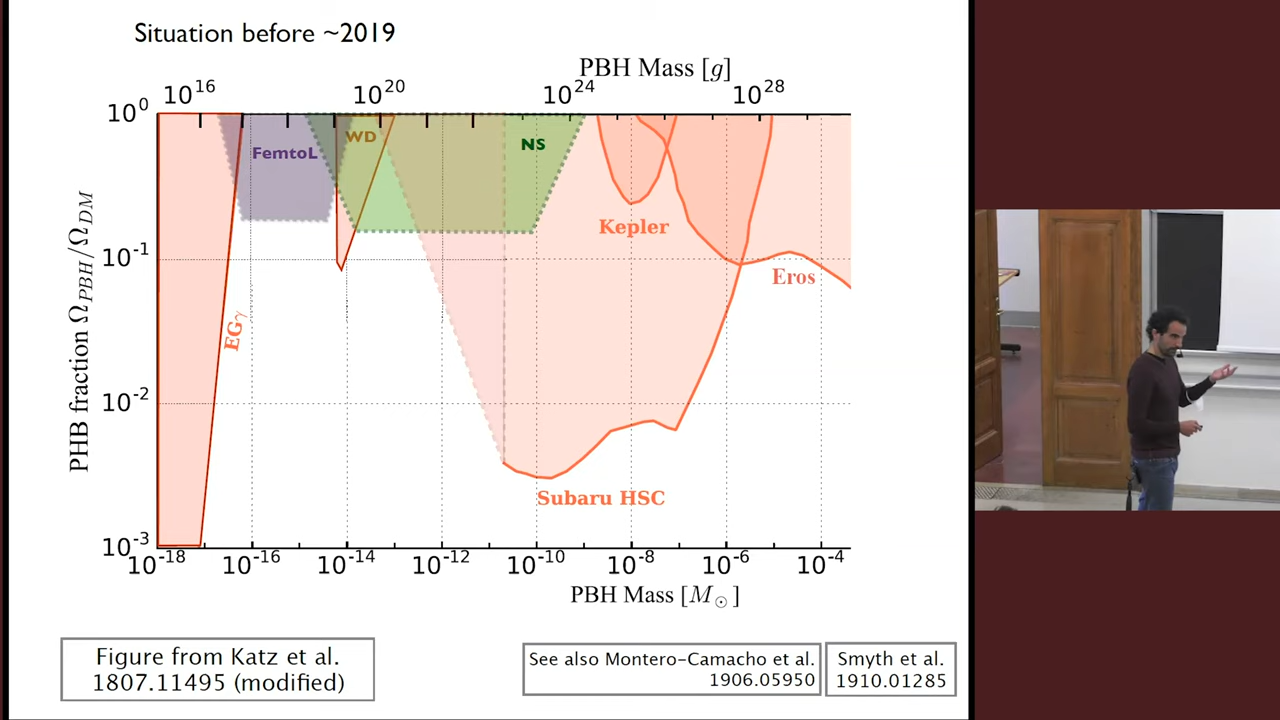 Situation before ~2019
PBH Mass [g]
10^16 10^20 10^24 10^28
10^0
10^-1
10^-2
10^-3
PHB fraction Ω_PBH/Ω_DM
FemtoL
WD
NS
Kepler
Eros
EGγ
Subaru HSC
10^-18 10^-16 10^-14 10^-12 10^-10 10^-8 10^-6 10^-4
PBH Mass [M_⊙]
Figure from Katz et al.
1807.11495 (modified)
See also Montero-Camacho et al.
1906.05950
Smyth et al.
1910.01285